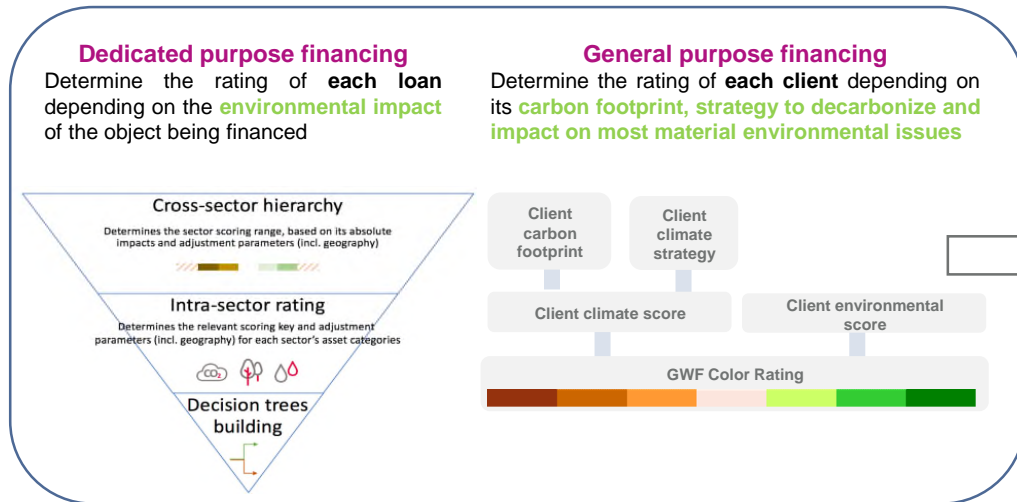 Dedicated purpose financing
Determine the rating of each loan
depending on the environmental impact
of the object being financed
Cross-sector hierarchy
Determines the sector scoring range, based on its absolute
impacts and adjustment parameters (incl. geography)
Intra-sector rating
Determines the relevant scoring key and adjustment
parameters (incl. geography) for each sector's asset categories
CO2
Decision trees
building
General purpose financing
Determine the rating of each client depending on
its carbon footprint, strategy to decarbonize and
impact on most material environmental issues
Client
carbon
footprint
Client
climate
strategy
Client climate score
Client environmental
score
GWF Color Rating